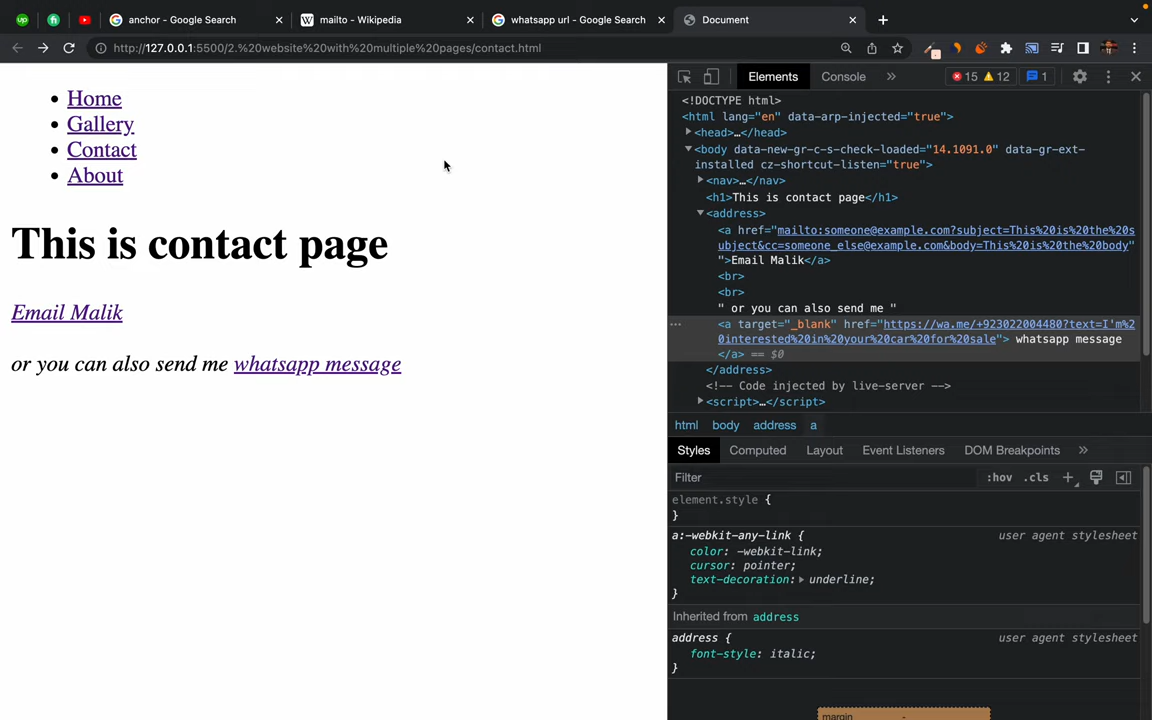 up
fi
anchor - Google Search
W
mailto - Wikipedia
whatsapp url - Google Search
Document
http://127.0.0.1:5500/2.%20website%20with%20multiple%20pages/contact.html
Home
Gallery
Contact
About
This is contact page
Email Malik
or you can also send me whatsapp message
Elements
Console
15
12
1
<!DOCTYPE html>
<html lang="en" data-arp-injected="true">
<head>…</head>
<body data-new-gr-c-s-check-loaded="14.1091.0" data-gr-ext-
installed cz-shortcut-listen="true">
<nav>…</nav>
<h1>This is contact page</h1>
<address>
<a href="mailto:someone@example.com?subject=This%20is%20the%20s
ubject&cc=someone_else@example.com&body=This%20is%20the%20body"
">Email Malik</a>
<br>
<br>
" or you can also send me "
<a target="_blank" href="https://wa.me/+923022004480?text=I'm%2
0interested%20in%20your%20car%20for%20sale"> whatsapp message
</a> == $0
</address>
<!-- Code injected by live-server -->
<script>…</script>
html
body
address
a
Styles
Computed
Layout
Event Listeners
DOM Breakpoints
Filter
:hov
.cls
element.style {
}
a:-webkit-any-link {
user agent stylesheet
color: -webkit-link;
cursor: pointer;
text-decoration: underline;
}
Inherited from address
address {
user agent stylesheet
font-style: italic;
}
margin
-